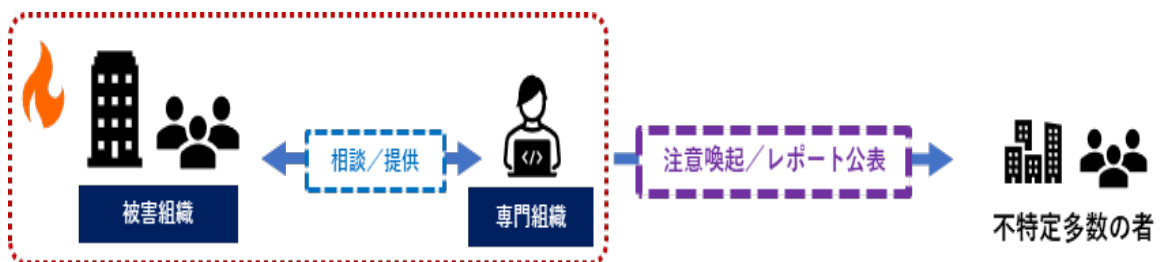 相談／提供
被害組織
専門組織
</>
注意喚起／レポート公表
不特定多数の者